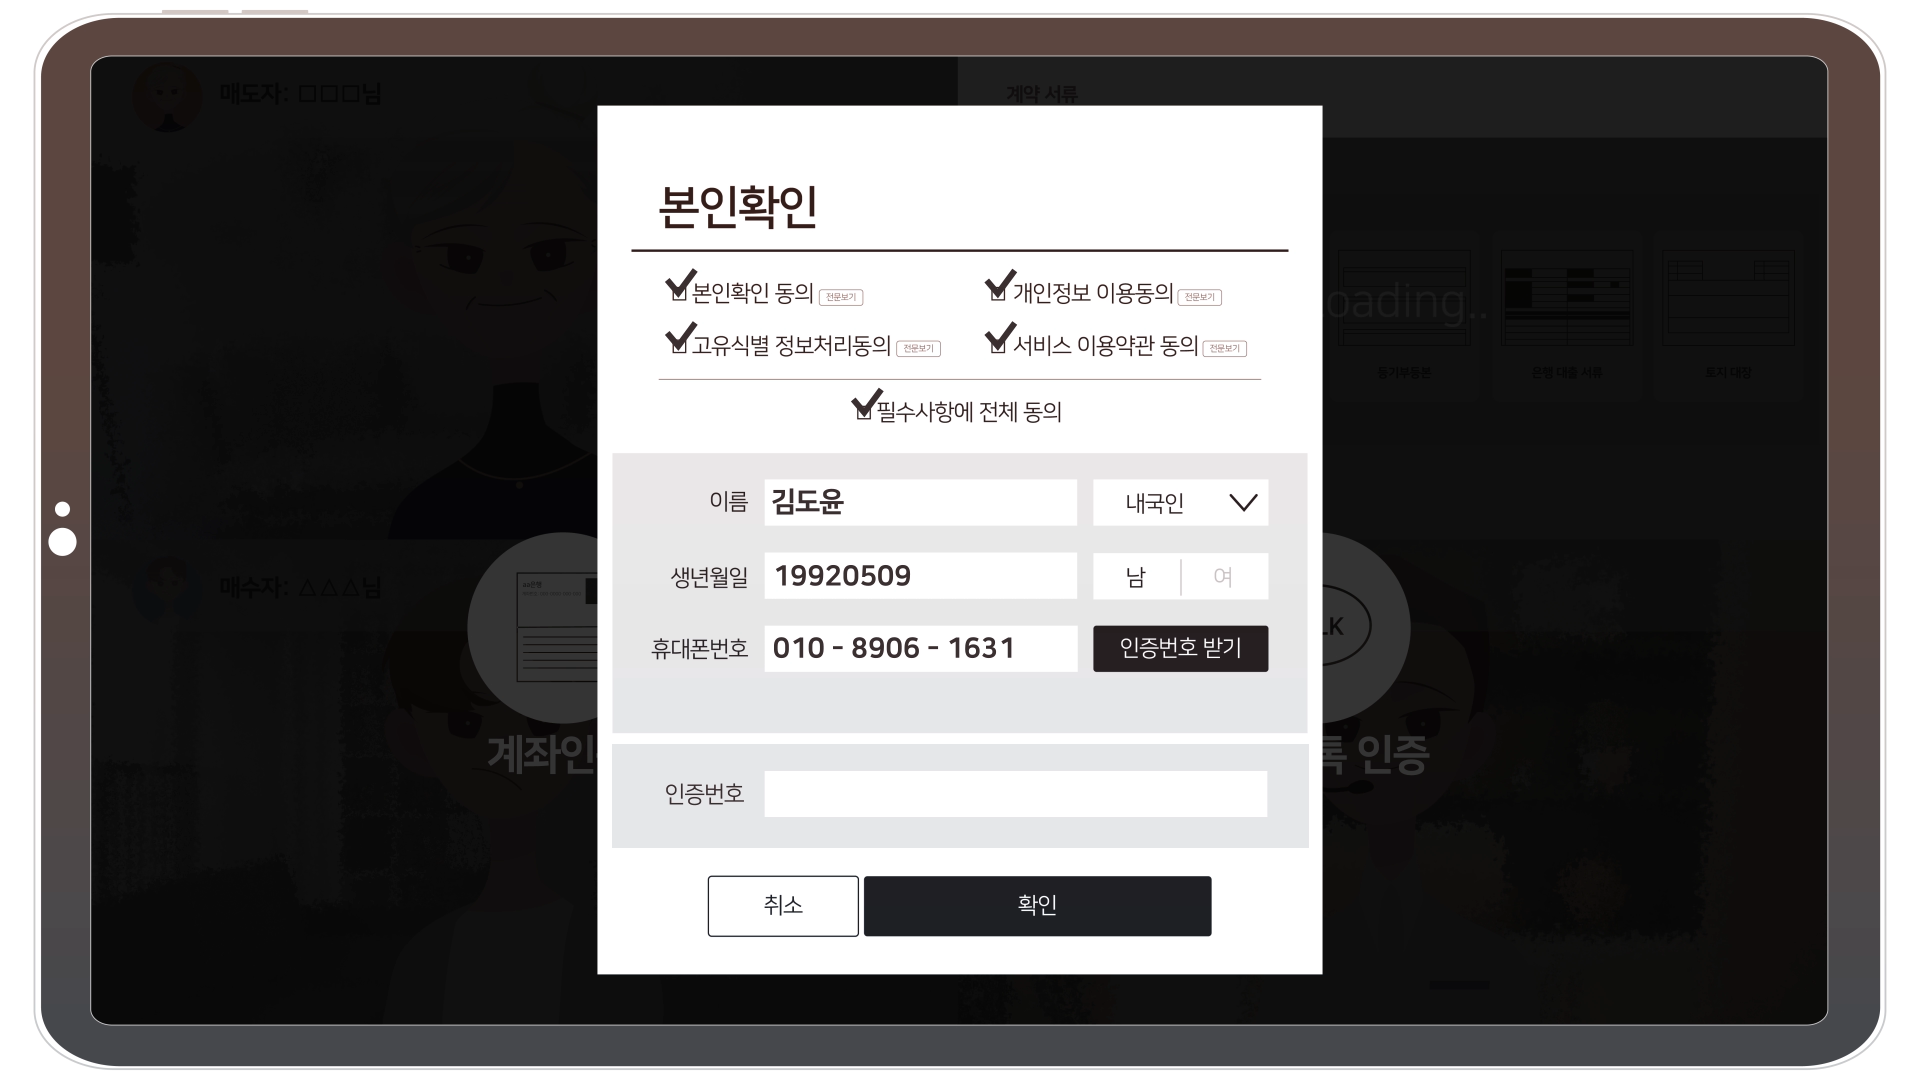 매도자: □□□님
계약 서류
본인확인
본인확인 동의 전문보기
개인정보 이용동의 전문보기
고유식별 정보처리동의 전문보기
서비스 이용약관 동의 전문보기
필수사항에 전체 동의
oading..
등기부등본
은행 대출 서류
토지 대장
이름 김도윤 내국인
생년월일 19920509 남 여
휴대폰번호 010 - 8906 - 1631 인증번호 받기
매수자: △△△님
LK
계좌인
톡 인증
인증번호
취소 확인